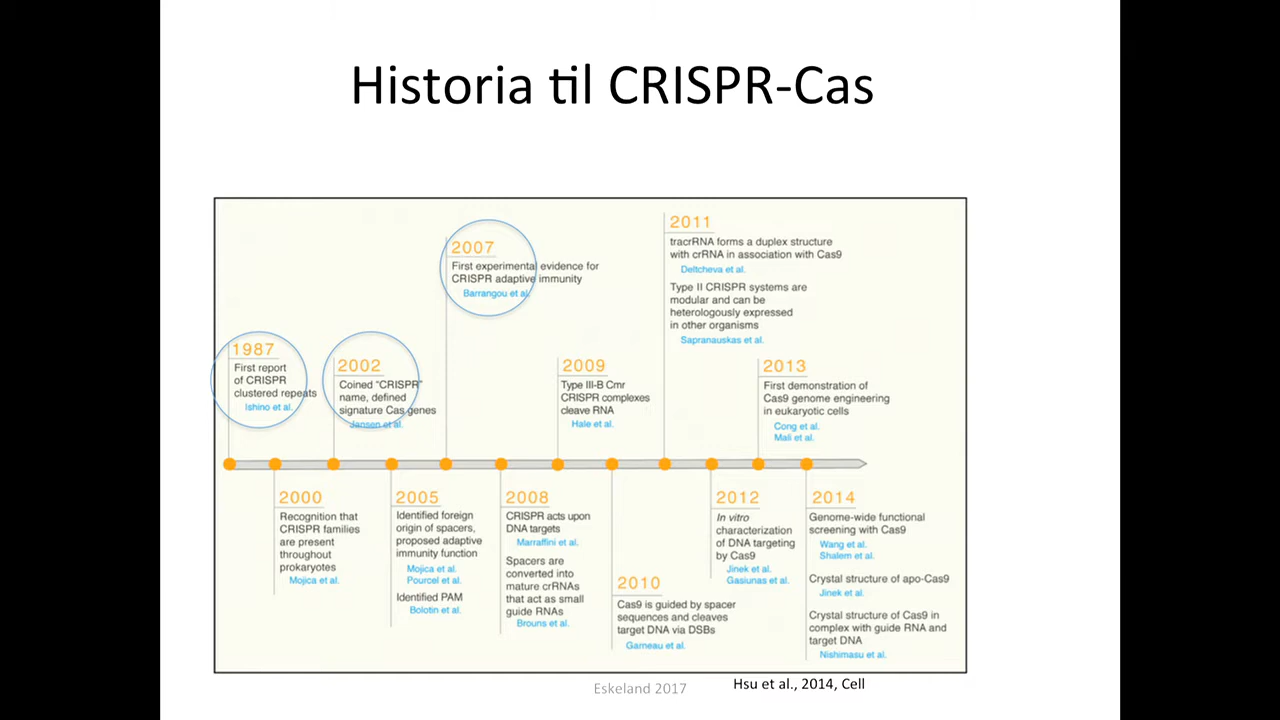 Historia til CRISPR-Cas
1987
First report
of CRISPR
clustered repeats
Ishino et al.
2000
Recognition that
CRISPR families
are present
throughout
prokaryotes
Mojica et al.
2002
Coined “CRISPR”
name, defined
signature Cas genes
Jansen et al.
2005
Identified foreign
origin of spacers,
proposed adaptive
immunity function
Mojica et al.
Pourcel et al.
Identified PAM
Bolotin et al.
2007
First experimental evidence for
CRISPR adaptive immunity
Barrangou et al.
2008
CRISPR acts upon
DNA targets
Marraffini et al.
Spacers are
converted into
mature crRNAs
that act as small
guide RNAs
Brouns et al.
2009
Type III-B Cmr
CRISPR complexes
cleave RNA
Hale et al.
2010
Cas9 is guided by spacer
sequences and cleaves
target DNA via DSBs
Garneau et al.
2011
tracrRNA forms a duplex structure
with crRNA in association with Cas9
Deltcheva et al.
Type II CRISPR systems are
modular and can be
heterologously expressed
in other organisms
Sapranauskas et al.
2012
In vitro
characterization
of DNA targeting
by Cas9
Jinek et al.
Gasiunas et al.
2013
First demonstration of
Cas9 genome engineering
in eukaryotic cells
Cong et al.
Mali et al.
2014
Genome-wide functional
screening with Cas9
Wang et al.
Shalem et al.
Crystal structure of apo-Cas9
Jinek et al.
Crystal structure of Cas9 in
complex with guide RNA and
target DNA
Nishimasu et al.
Eskeland 2017
Hsu et al., 2014, Cell